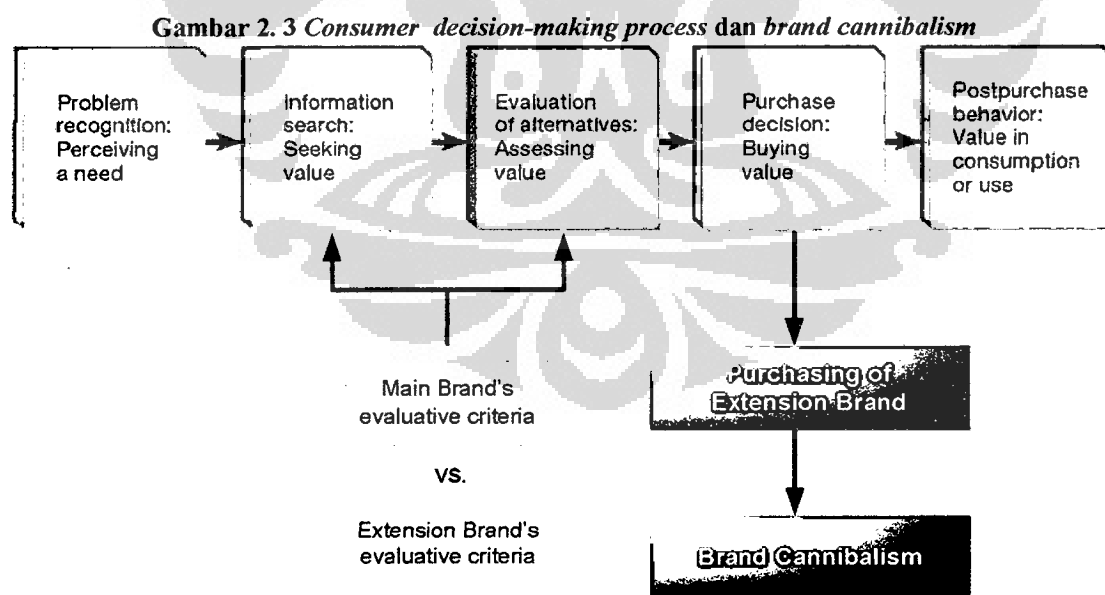 Gambar 2. 3 Consumer decision-making process dan brand cannibalism
Problem
recognition:
Perceiving
a need
Information
search:
Seeking
value
Evaluation
of alternatives:
Assessing
value
Purchase
decision:
Buying
value
Postpurchase
behavior:
Value in
consumption
or use
Main Brand's
evaluative criteria
vs.
Extension Brand's
evaluative criteria
Purchasing of
Extension Brand
Brand Cannibalism